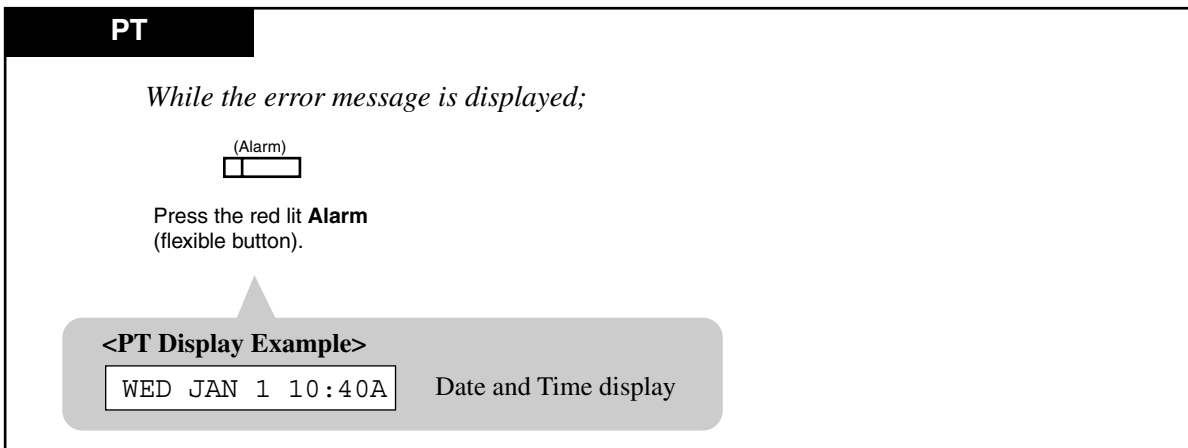 PT
While the error message is displayed;
(Alarm)
Press the red lit Alarm
(flexible button).
<PT Display Example>
WED JAN 1 10:40A
Date and Time display